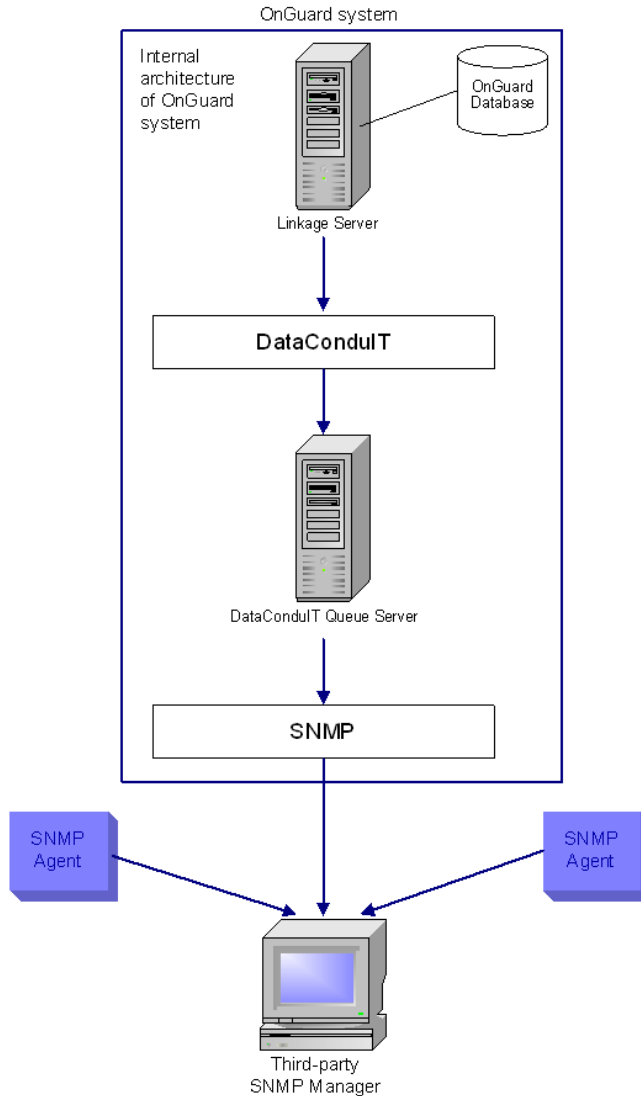 OnGuard system
Internal
architecture
of OnGuard
system
OnGuard
Database
Linkage Server
DataConduIT
DataConduIT Queue Server
SNMP
SNMP
Agent
SNMP
Agent
Third-party
SNMP Manager